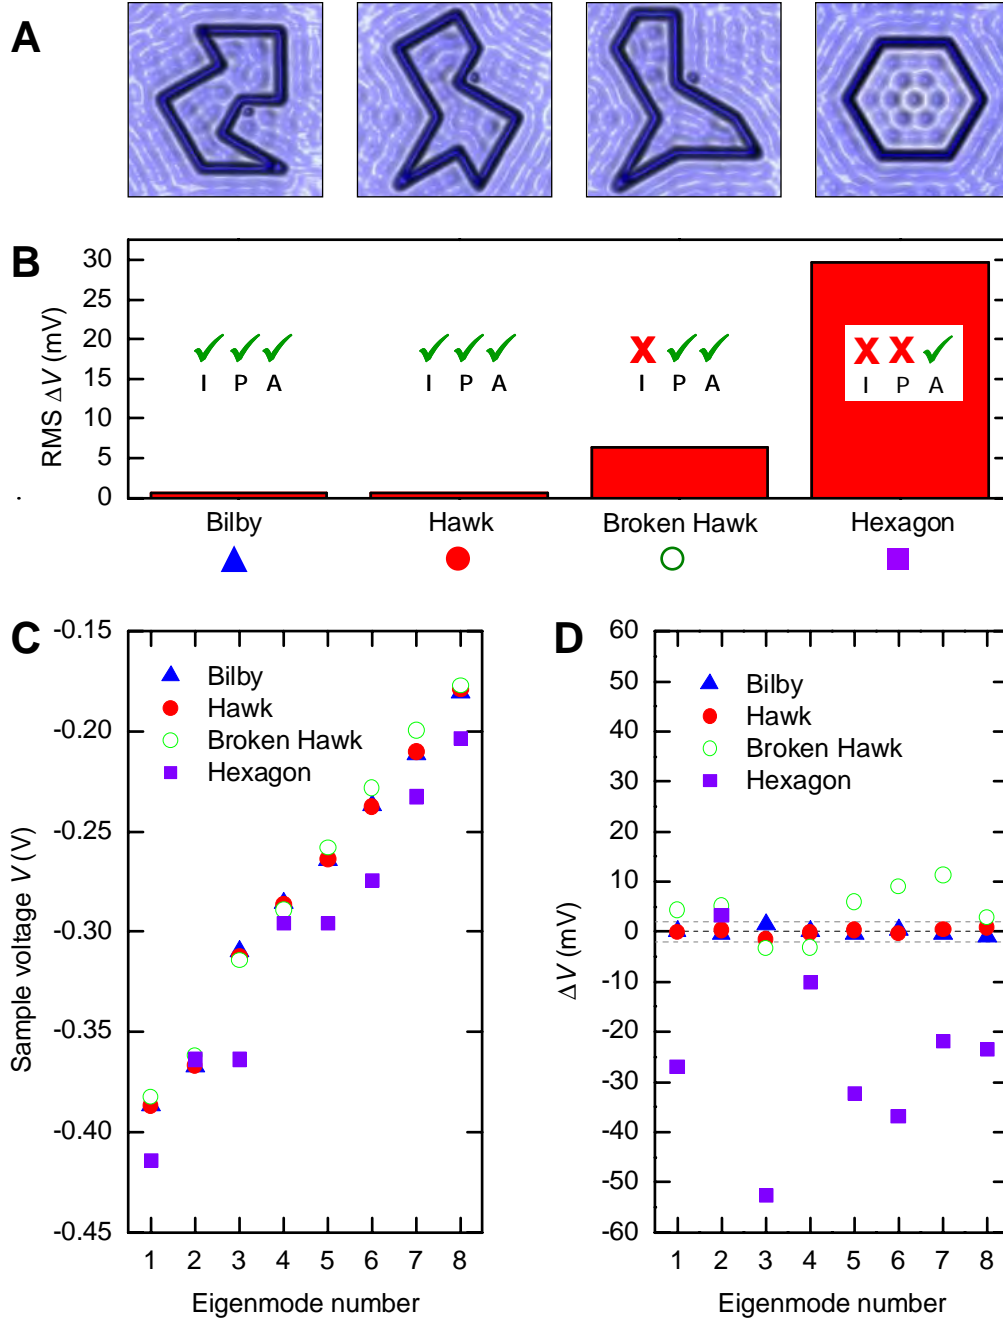 A
B
RMS ΔV (mV)
30
25
20
15
10
5
0
I P A
I P A
I P A
I P A
Bilby
Hawk
Broken Hawk
Hexagon
C
Sample voltage V (V)
-0.15
-0.20
-0.25
-0.30
-0.35
-0.40
-0.45
Bilby
Hawk
Broken Hawk
Hexagon
1 2 3 4 5 6 7 8
Eigenmode number
D
ΔV (mV)
60
50
40
30
20
10
0
-10
-20
-30
-40
-50
-60
Bilby
Hawk
Broken Hawk
Hexagon
1 2 3 4 5 6 7 8
Eigenmode number